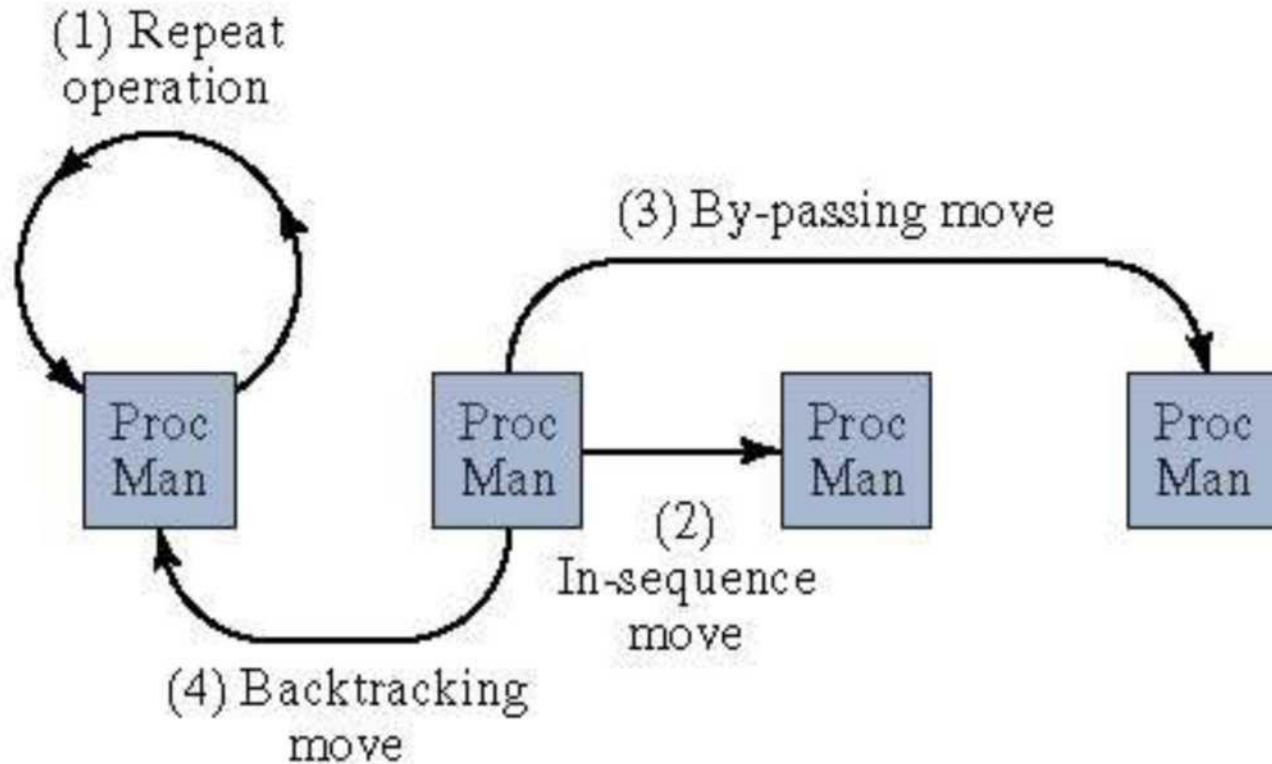 (1) Repeat
operation
(3) By-passing move
Proc
Man
Proc
Man
Proc
Man
Proc
Man
(2)
In-sequence
move
(4) Backtracking
move